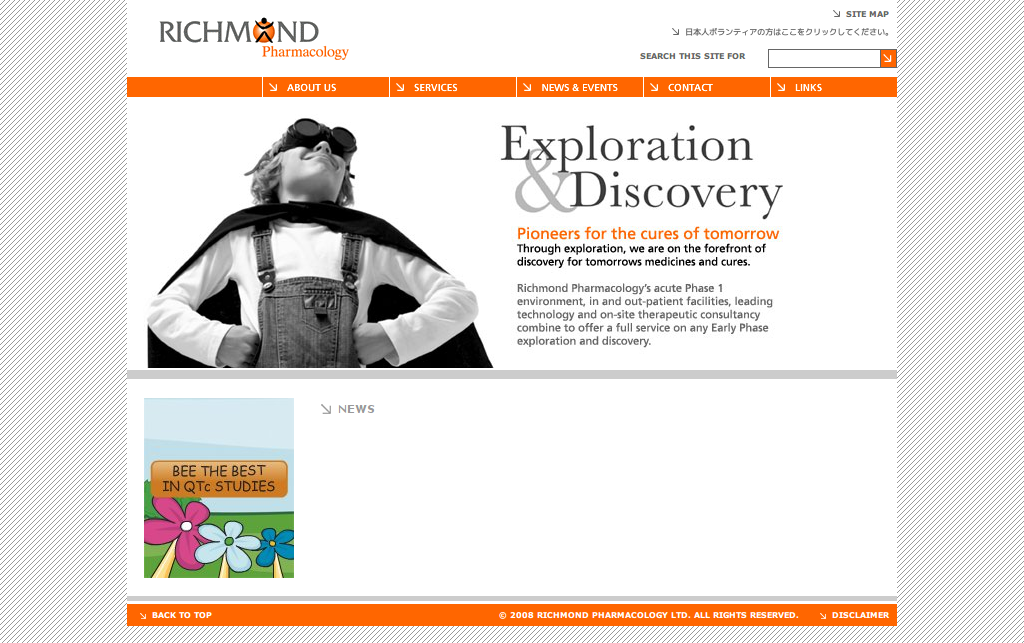 RICHMOND
Pharmacology
SITE MAP
日本人ボランティアの方はここをクリックしてください。
SEARCH THIS SITE FOR
ABOUT US
SERVICES
NEWS & EVENTS
CONTACT
LINKS
Exploration
& Discovery
Pioneers for the cures of tomorrow
Through exploration, we are on the forefront of
discovery for tomorrows medicines and cures.
Richmond Pharmacology's acute Phase 1
environment, in and out-patient facilities, leading
technology and on-site therapeutic consultancy
combine to offer a full service on any Early Phase
exploration and discovery.
BEE THE BEST
IN QTc STUDIES
NEWS
BACK TO TOP
© 2008 RICHMOND PHARMACOLOGY LTD. ALL RIGHTS RESERVED.
DISCLAIMER